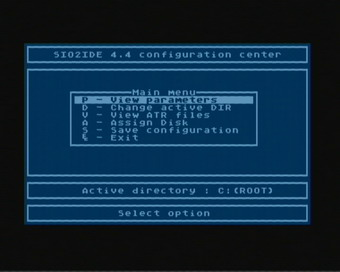 SIO2IDE 4.4 configuration center
Main menu
P - View parameters
D - Change active DIR
V - View ATR files
A - Assign Disk
S - Save configuration
E - Exit
Active directory : C:(ROOT)
Select option